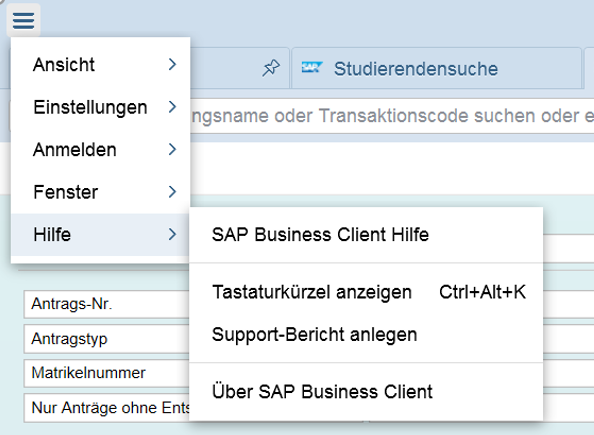 Ansicht
SAP Studierendensuche
Einstellungen
ngsname oder Transaktionscode suchen oder e
Anmelden
Fenster
Hilfe
SAP Business Client Hilfe
Tastaturkürzel anzeigen Ctrl+Alt+K
Support-Bericht anlegen
Über SAP Business Client
Antrags-Nr.
Antragstyp
Matrikelnummer
Nur Anträge ohne Ents